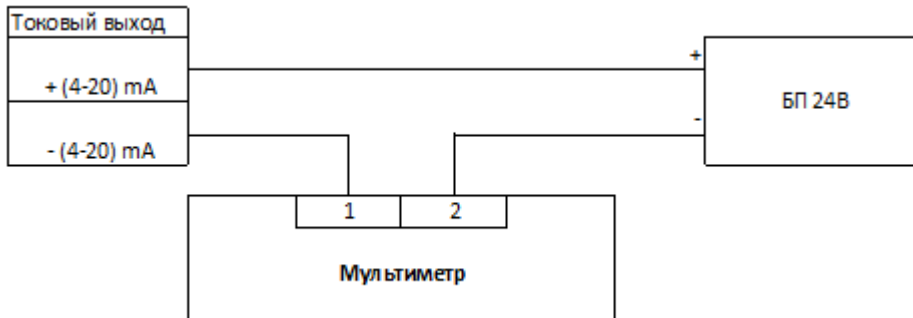 Токовый выход
+ (4-20) mA
- (4-20) mA
+
-
БП 24В
1
2
Мультиметр